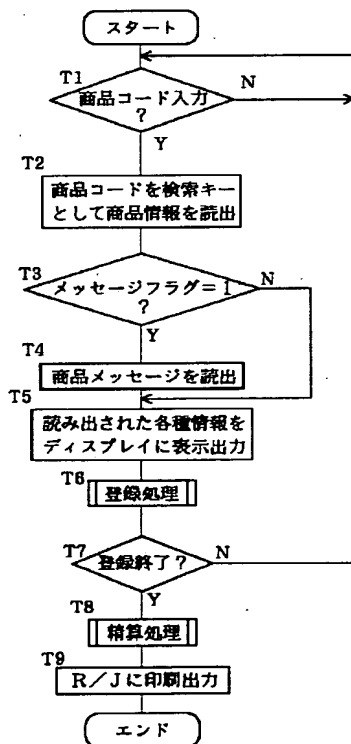 スタート
T1
商品コード入力
?
N
Y
T2
商品コードを検索キー
として商品情報を読出
T3
メッセージフラグ=1
?
N
Y
T4
商品メッセージを読出
T5
読み出された各種情報を
ディスプレイに表示出力
T6
登録処理
T7
登録終了?
N
Y
T8
精算処理
T9
R/Jに印刷出力
エンド